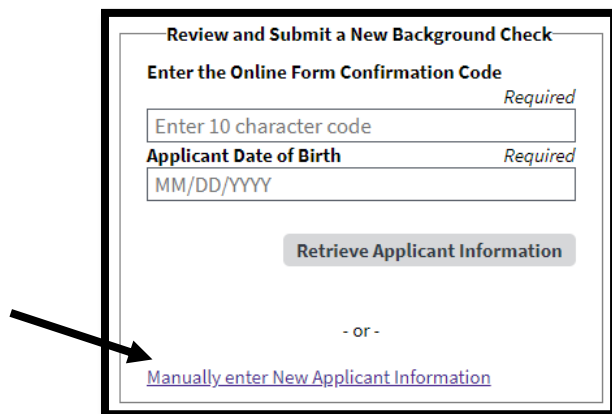 Review and Submit a New Background Check
Enter the Online Form Confirmation Code
Required
Enter 10 character code
Applicant Date of Birth Required
MM/DD/YYYY
Retrieve Applicant Information
- or -
Manually enter New Applicant Information